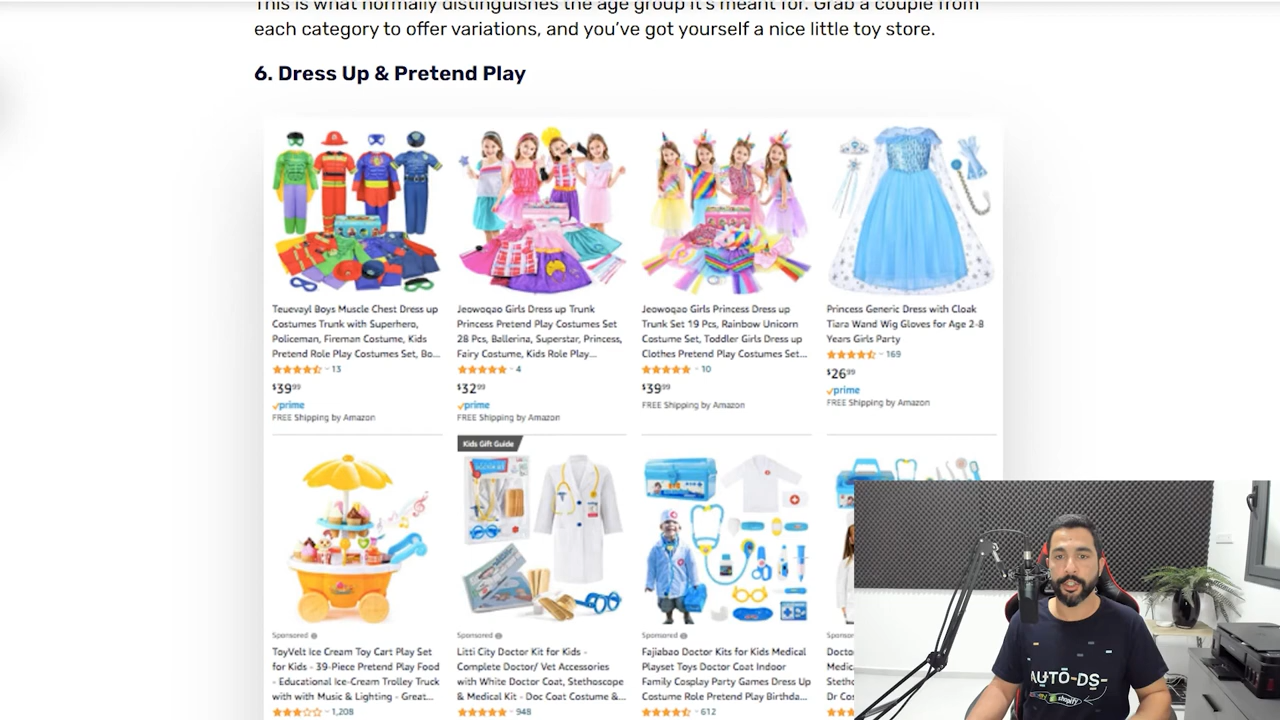 This is what normally distinguishes the age group it's meant for. Grab a couple from
each category to offer variations, and you've got yourself a nice little toy store.
6. Dress Up & Pretend Play
Teuevayl Boys Muscle Chest Dress up
Costumes Trunk with Superhero,
Policeman, Fireman Costume, Kids
Pretend Role Play Costumes Set, Bo...
13
$3999
prime
FREE Shipping by Amazon
Jeowoqao Girls Dress up Trunk
Princess Pretend Play Costumes Set
28 Pcs, Ballerina, Superstar, Princess,
Fairy Costume, Kids Role Play...
4
$3299
prime
FREE Shipping by Amazon
Jeowoqao Girls Princess Dress up
Trunk Set 19 Pcs, Rainbow Unicorn
Costume Set, Toddler Girls Dress up
Clothes Pretend Play Costumes Set...
10
$3999
FREE Shipping by Amazon
Princess Generic Dress with Cloak
Tiara Wand Wig Gloves for Age 2-8
Years Girls Party
169
$2699
prime
FREE Shipping by Amazon
Sponsored
ToyVelt Ice Cream Toy Cart Play Set
for Kids - 39-Piece Pretend Play Food
- Educational Ice-Cream Trolley Truck
with with Music & Lighting - Great...
1,208
Kids Gift Guide
Sponsored
Litti City Doctor Kit for Kids -
Complete Doctor/ Vet Accessories
with White Doctor Coat, Stethoscope
& Medical Kit - Doc Coat Costume &...
948
Sponsored
Fajiabao Doctor Kits for Kids Medical
Playset Toys Doctor Coat Indoor
Family Cosplay Party Games Dress Up
Costume Role Pretend Play Birthda...
612
AUTO-DS-
shopify